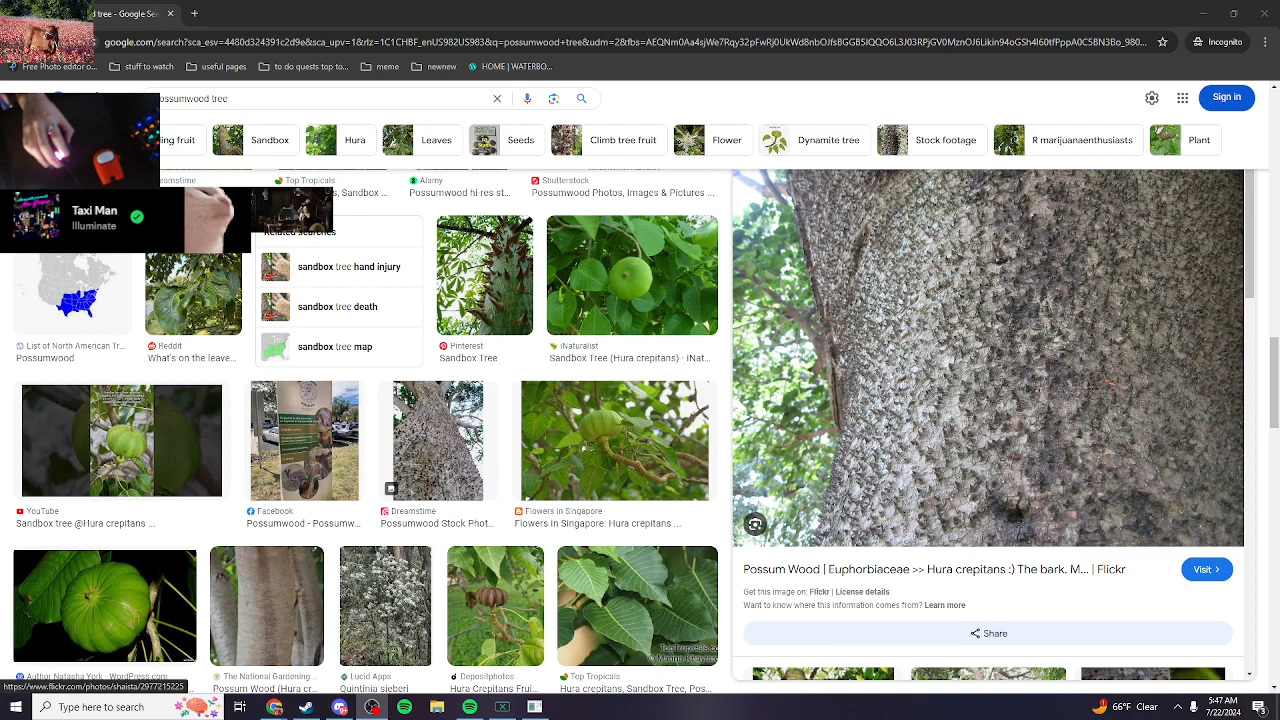 l tree - Google Se
google.com/search?sca_esv=4480d324391c2d9e&sca_upv=1&rlz=1C1CHBF_enUS982US983&q=possumwood+tree&udm=2&fbs=
Incognito
Free Photo editor o...
folders
useful pages
to do quests fo...
meme
newnew
HOME | WATERBO...
ossumwood tree
Sign in
ing fruit
Sandbox
Hura
Leaves
Seeds
Climb tree fruit
Flower
Dynamite tree
Stock footage
R marijuanaenthusiasts
Plant
eamstime
Top Tropicals
Alamy
Shutterstock
, Sandbox ...
Possumwood hi-res st...
Possumwood Photos, Images & Pictures ...
Taxi Man
Illuminate
Related searches
sandbox tree hand injury
sandbox tree death
sandbox tree map
List of North American Tr...
Possumwood
Reddit
What's on the leave...
Pinterest
Sandbox Tree
iNaturalist
Sandbox Tree (Hura crepitans) · iNat...
YouTube
Sandbox tree @Hura crepitans ...
Facebook
Possumwood - Possumw...
Dreamstime
Possumwood Stock Phot...
Flowers in Singapore
Flowers in Singapore: Hura crepitans ...
Possum Wood | Euphorbiaceae >> Hura crepitans :) The bark. M... | Flickr
Visit
Get this image on: Flickr | License details
Want to know where this information comes from? Learn more
Share
TopTropicals.co
Author Natasha York - WordPress.com
The National Gardening ...
Possum Wood (Hura cr...
Lucid Apps
Quintinia sieberi
Depositphotos
Hura Crepitans Frui...
Top Tropicals
Hura crepitans, Sandbox Tree, Pos...
https://www.flickr.com/photos/shaista/2977215225
Type here to search
66°F
Clear
5:47 AM
7/22/2024